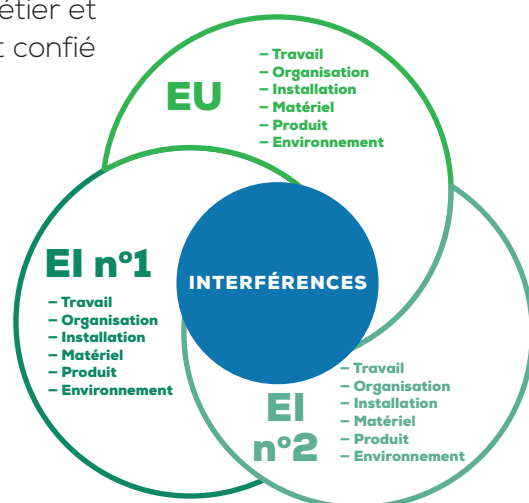 étier et
t confié
EU
– Travail
– Organisation
– Installation
– Matériel
– Produit
– Environnement
EI n°1
– Travail
– Organisation
– Installation
– Matériel
– Produit
– Environnement
INTERFÉRENCES
EI
n°2
– Travail
– Organisation
– Installation
– Matériel
– Produit
– Environnement